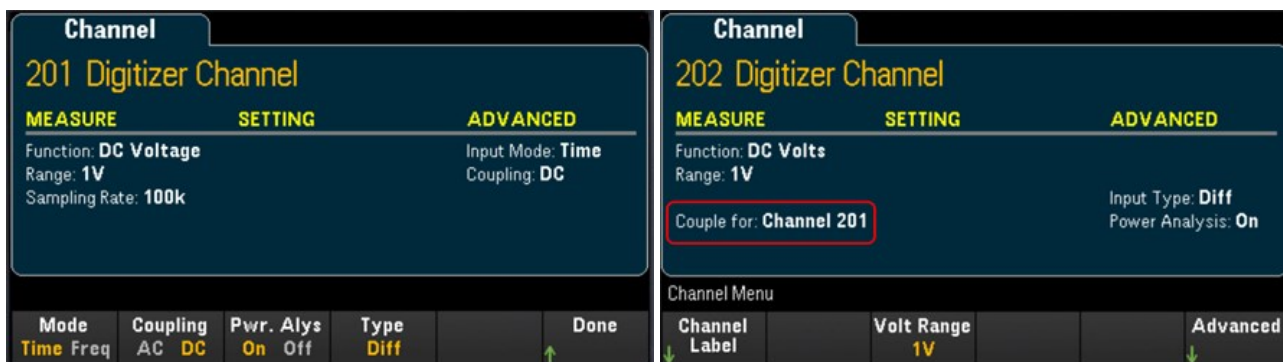 Channel
201 Digitizer Channel
MEASURE SETTING ADVANCED
Function: DC Voltage Input Mode: Time
Range: 1V Coupling: DC
Sampling Rate: 100k
Mode Coupling Pwr. Alys Type Done
Time Freq AC DC On Off Diff
Channel
202 Digitizer Channel
MEASURE SETTING ADVANCED
Function: DC Volts
Range: 1V
Input Type: Diff
Couple for: Channel 201 Power Analysis: On
Channel Menu
Channel Volt Range Advanced
Label 1V